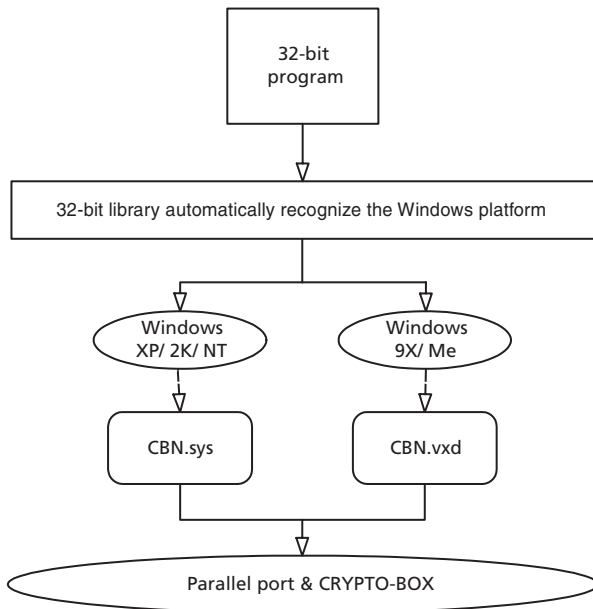 32-bit
program
32-bit library automatically recognize the Windows platform
Windows
XP/ 2K/ NT
Windows
9X/ Me
CBN.sys
CBN.vxd
Parallel port & CRYPTO-BOX